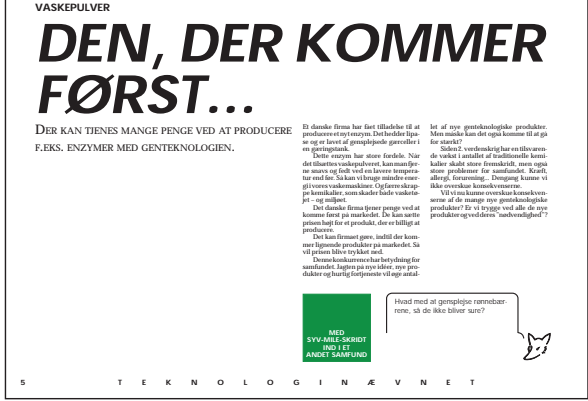 VASKEPULVER
DEN, DER KOMMER
FØRST...
DER KAN TJENES MANGE PENGE VED AT PRODUCERE
F.EKS. ENZYMER MED GENTEKNOLOGIEN.
Et danske firma har fået tilladelse til at
producere et nyt enzym. Det hedder lipa-
se og er lavet af gensplejsede gærceller i
en gæringstank.
Dette enzym har store fordele. Når
det tilsættes vaskepulveret, kan man fjer-
ne snavs og fedt ved en lavere tempera-
tur end før. Så kan vi bruge mindre ener-
gi i vores vaskemaskiner. Og færre skrap-
pe kemikalier, som skader både vasketø-
jet – og miljøet.
Det danske firma tjener penge ved at
komme først på markedet. De kan sætte
prisen højt for et produkt, der er billigt at
producere.
Det kan firmaet gøre, indtil der kom-
mer lignende produkter på markedet. Så
vil prisen blive trykket ned.
Denne konkurrence har betydning for
samfundet. Jagten på nye idéer, nye pro-
dukter og hurtig fortjeneste vil øge antal-
let af nye genteknologiske produkter.
Men måske kan det også komme til at gå
for stærkt?
Siden 2. verdenskrig har en tilsvaren-
de vækst i antallet af traditionelle kemi-
kalier skabt store fremskridt, men også
store problemer for samfundet. Kræft,
allergi, forurening... Dengang kunne vi
ikke overskue konsekvenserne.
Vil vi nu kunne overskue konsekven-
serne af de mange nye genteknologiske
produkter? Er vi trygge ved alle de nye
produkter og ved deres "nødvendighed"?
MED
SYV-MILE-SKRIDT
IND I ET
ANDET SAMFUND
Hvad med at gensplejse rønnebær-
rene, så de ikke bliver sure?
5 TEKNOLOGINÆVNET